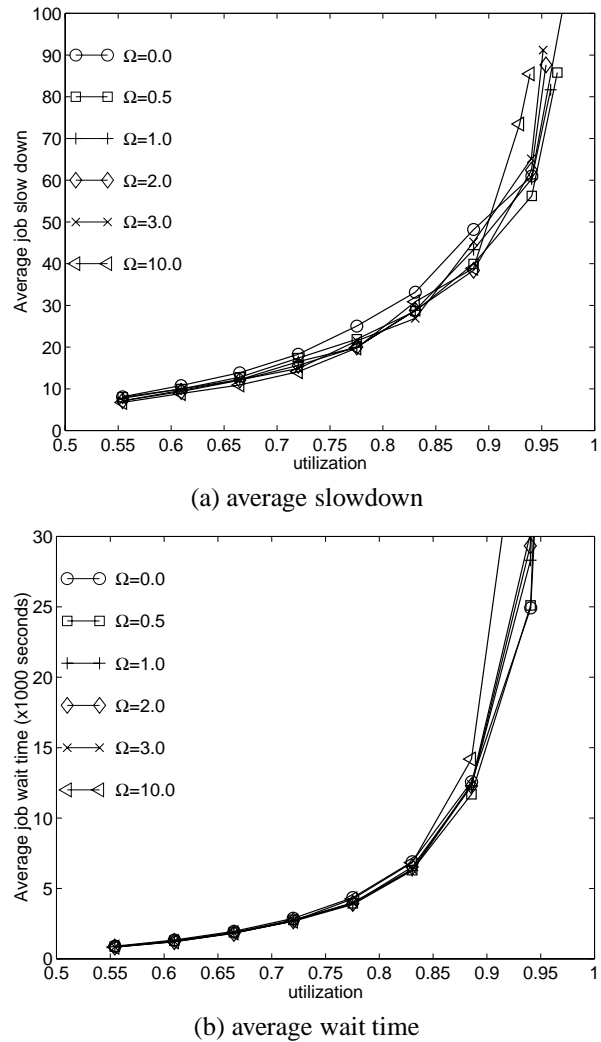 100
90
80
70
60
50
40
30
20
10
0
Average job slow down
Ω=0.0
Ω=0.5
Ω=1.0
Ω=2.0
Ω=3.0
Ω=10.0
0.5 0.55 0.6 0.65 0.7 0.75 0.8 0.85 0.9 0.95 1
utilization
(a) average slowdown
30
25
20
15
10
5
0
Average job wait time (x1000 seconds)
Ω=0.0
Ω=0.5
Ω=1.0
Ω=2.0
Ω=3.0
Ω=10.0
0.5 0.55 0.6 0.65 0.7 0.75 0.8 0.85 0.9 0.95 1
utilization
(b) average wait time